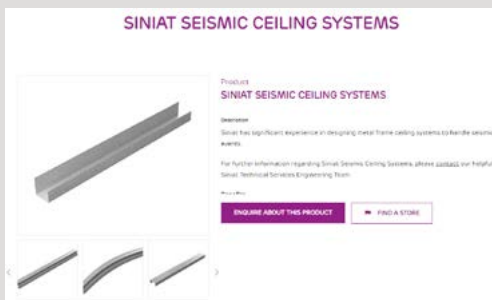 SINIAT SEISMIC CEILING SYSTEMS
Product
SINIAT SEISMIC CEILING SYSTEMS
Description
Siniat has significant experience in designing metal frame ceiling systems to handle seismic
events.
For further information regarding Siniat Seismic Ceiling Systems, please contact our helpful
Siniat Technical Services Engineering Team
ENQUIRE ABOUT THIS PRODUCT
FIND A STORE